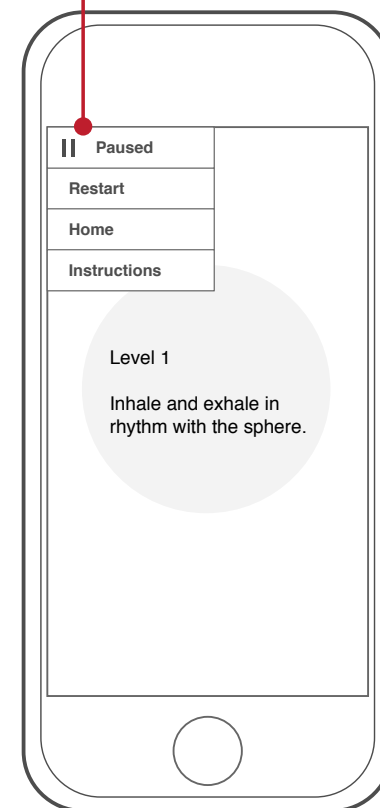 Paused
Restart
Home
Instructions
Level 1
Inhale and exhale in
rhythm with the sphere.